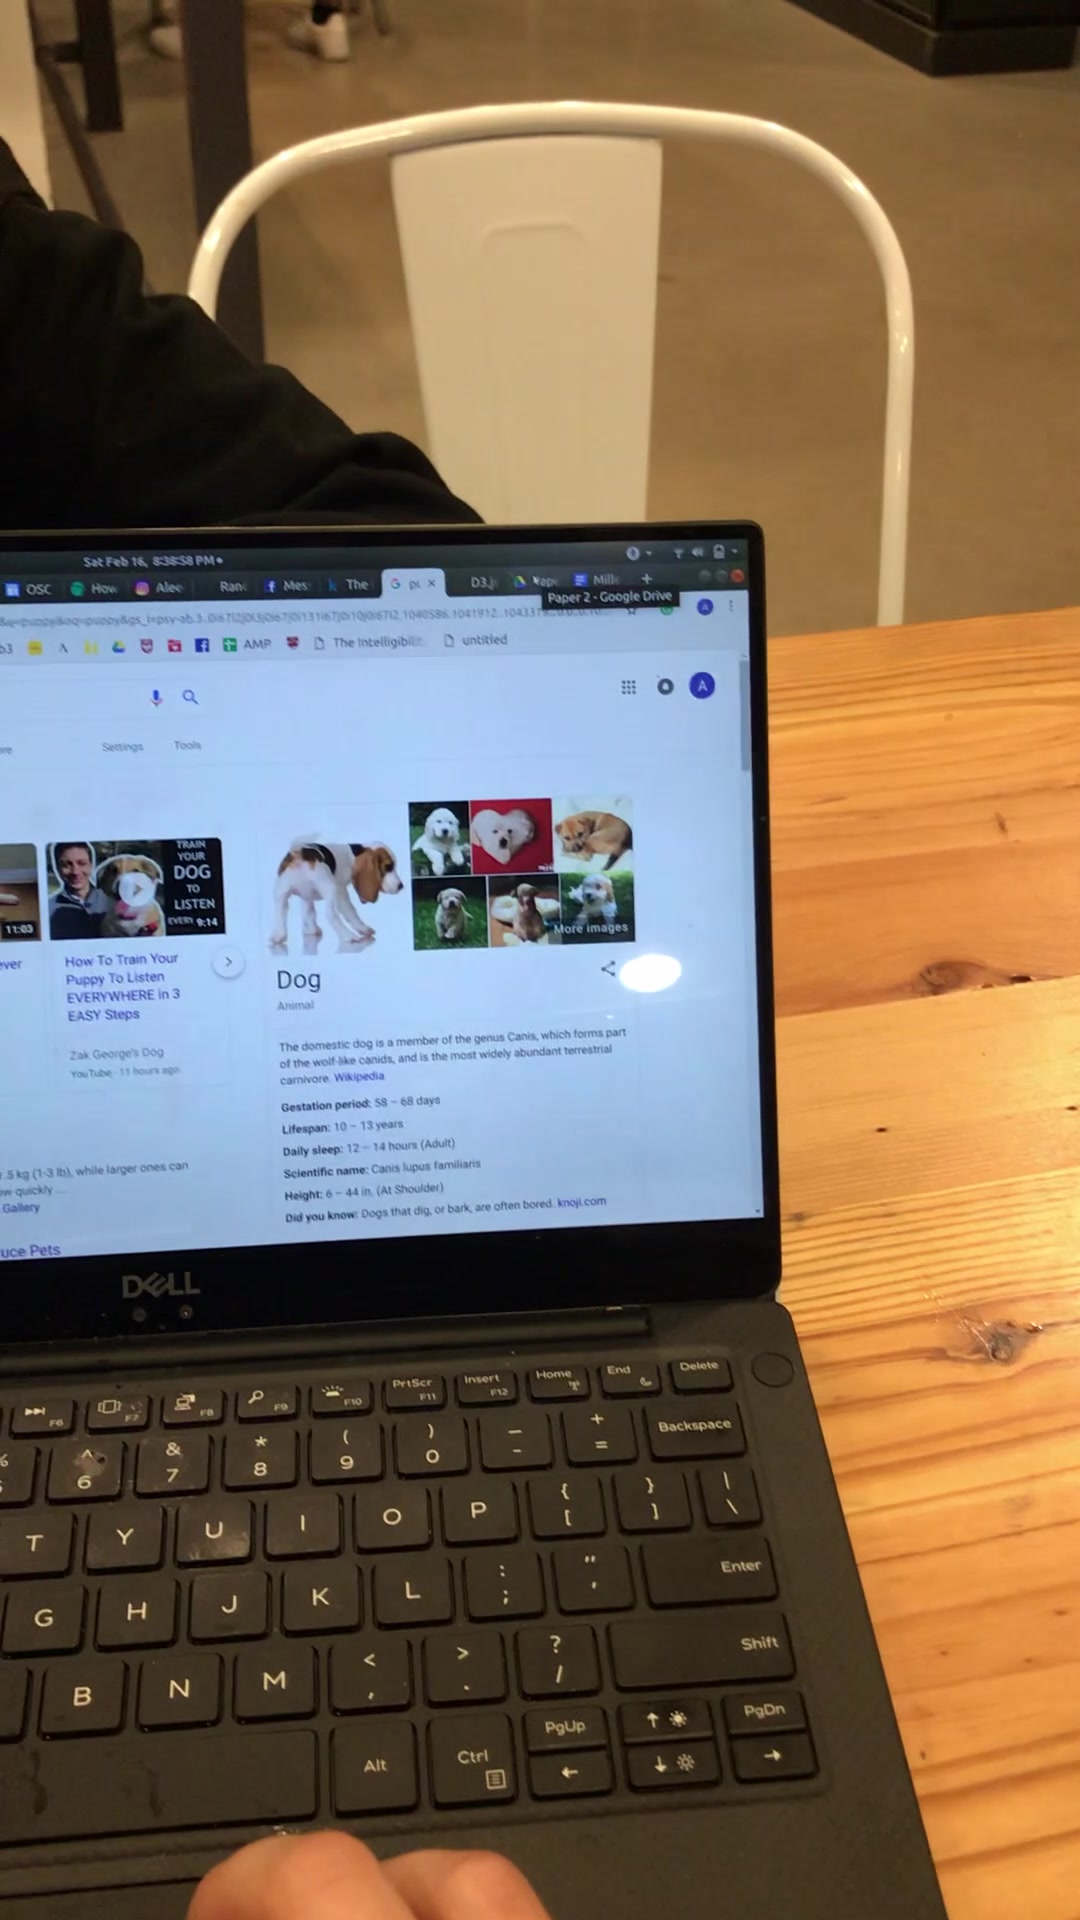 Sat Feb 16, 8:38:58 PM
OSC How Alee Ran Mes The D3.j Mill
Paper 2 - Google Drive
AMP The Intelligibili untitled
A
Settings Tools
TRAIN
YOUR
DOG
TO
LISTEN
EVERY 9:14
11:03
More images
How To Train Your
Puppy To Listen
EVERYWHERE in 3
EASY Steps
Zak George's Dog
YouTube · 11 hours ago
Dog
Animal
The domestic dog is a member of the genus Canis, which forms part
of the wolf-like canids, and is the most widely abundant terrestrial
carnivore. Wikipedia
Gestation period: 58 – 68 days
Lifespan: 10 – 13 years
Daily sleep: 12 – 14 hours (Adult)
Scientific name: Canis lupus familiaris
Height: 6 – 44 in. (At Shoulder)
Did you know: Dogs that dig, or bark, are often bored. knoji.com
.5 kg (1-3 lb), while larger ones can
quickly ...
Gallery
uce Pets
DELL
F6 F7 F8 F9 F10 PrtScr F11 Insert F12 Home End Delete
^ 6 & 7 * 8 ( 9 ) 0 — - + = Backspace
T Y U I O P { [ } ] | \
G H J K L : ; " ' Enter
B N M < , > . ? / Shift
Alt Ctrl PgUp ← ↑ ↓ PgDn →